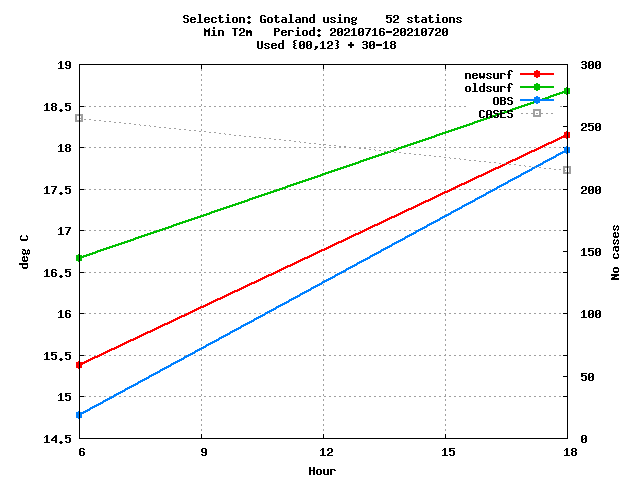 Selection: Gotaland using    52 stations
Min T2m   Period: 20210716-20210720
Used {00,12} + 30-18
19
18.5
18
17.5
17
16.5
16
15.5
15
14.5
300
250
200
150
100
50
0
newsurf
oldsurf
OBS
CASES
deg C
No cases
6 9 12 15 18
Hour